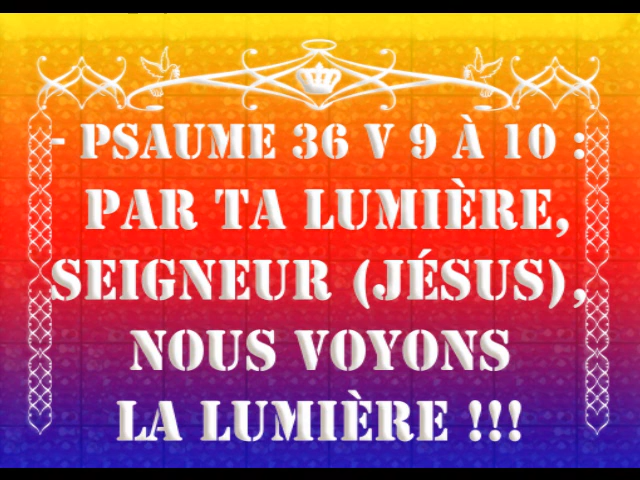 - PSAUME 36 V 9 À 10 :
PAR TA LUMIÈRE,
SEIGNEUR (JÉSUS),
NOUS VOYONS
LA LUMIÈRE !!!